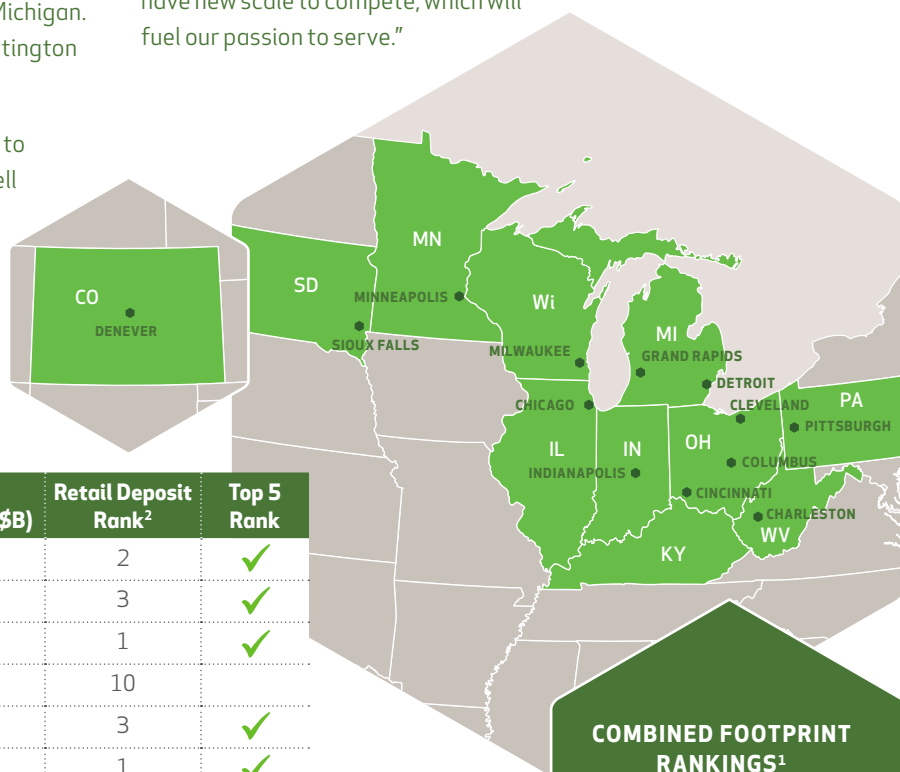 Michigan.
tington
to
ell
have new scale to compete, which will
fuel our passion to serve.”
CO
DENEVER
MN
SD
MINNEAPOLIS
SIOUX FALLS
Wi
MILWAUKEE
MI
GRAND RAPIDS
DETROIT
CLEVELAND
PA
PITTSBURGH
CHICAGO
IL
IN
OH
COLUMBUS
INDIANAPOLIS
CINCINNATI
CHARLESTON
WV
KY
$B)
Retail Deposit
Rank²
Top 5
Rank
2
3
1
10
3
1
COMBINED FOOTPRINT
RANKINGS¹